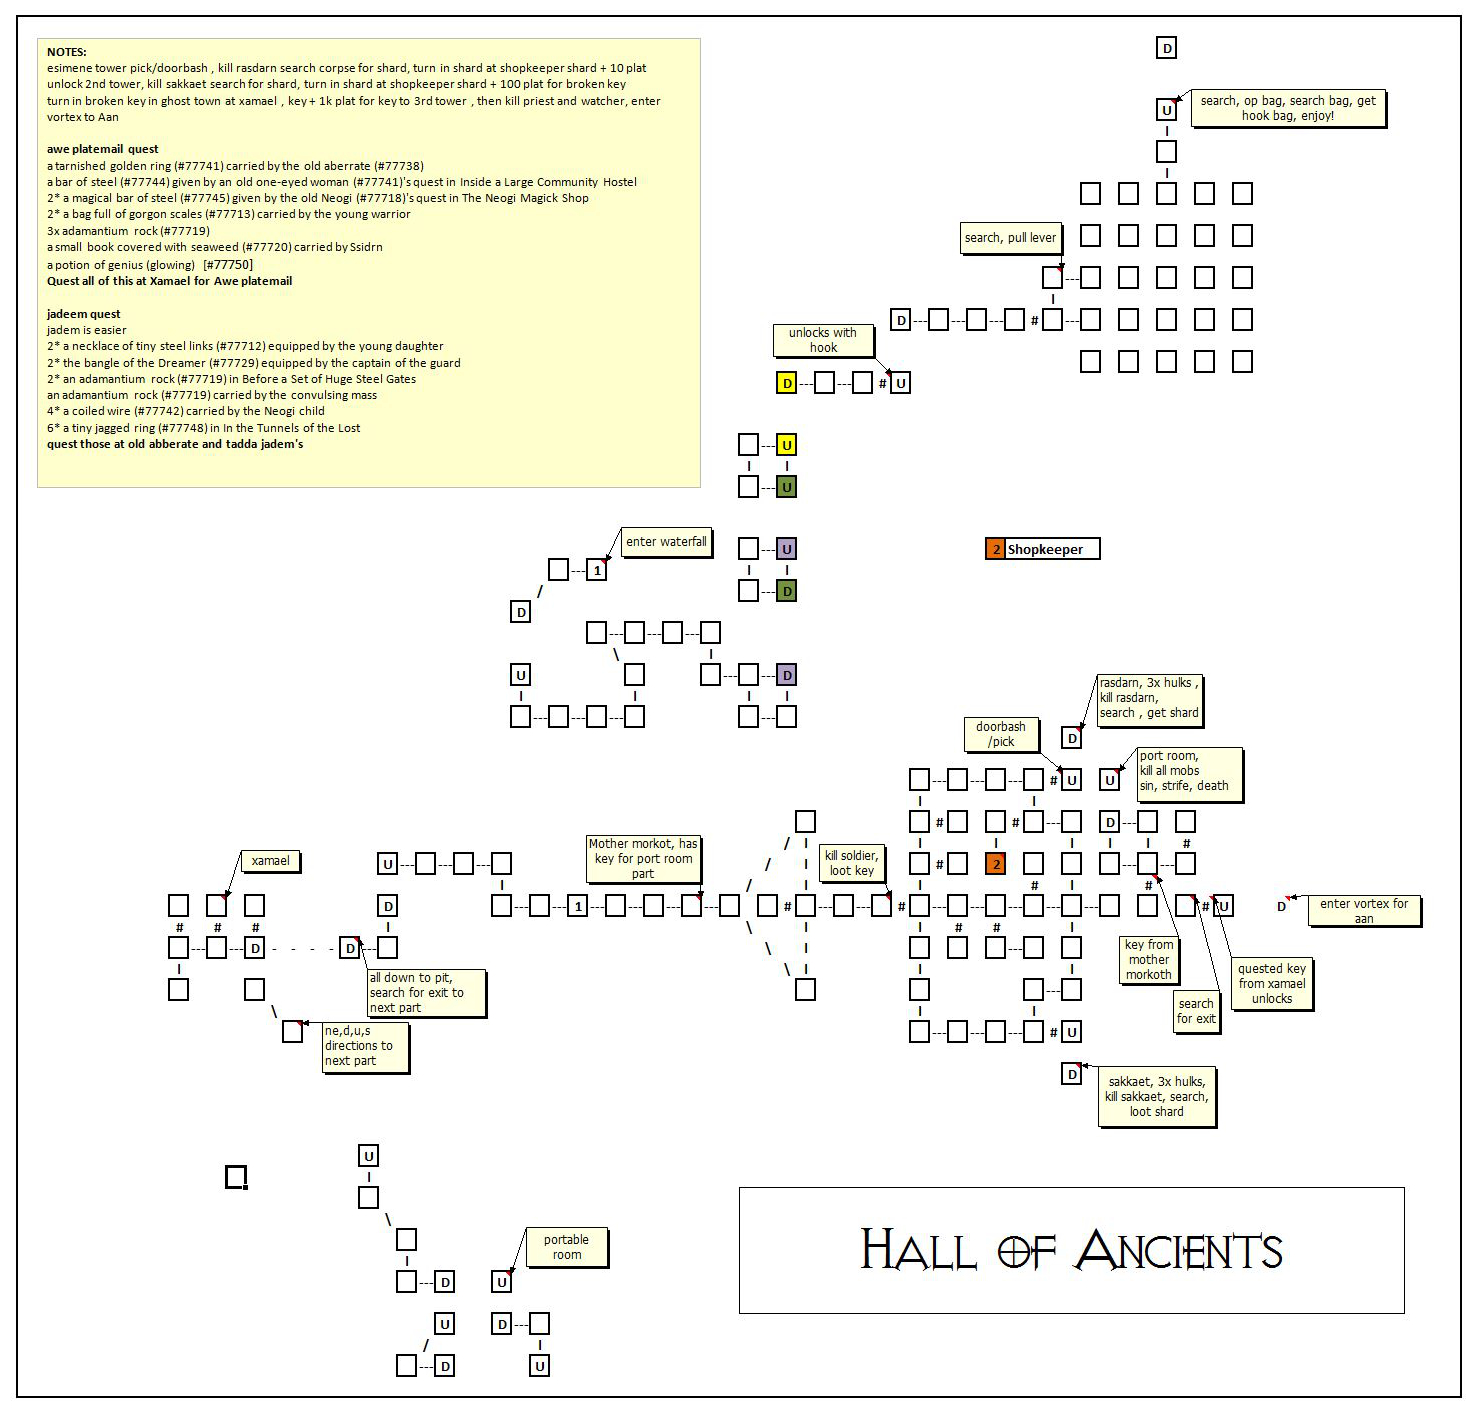 NOTES:
esimene tower pick/doorbash , kill rasdarn search corpse for shard, turn in shard at shopkeeper shard + 10 plat
unlock 2nd tower, kill sakkaet search for shard, turn in shard at shopkeeper shard + 100 plat for broken key
turn in broken key in ghost town at xamael , key + 1k plat for key to 3rd tower , then kill priest and watcher, enter
vortex to Aan
awe platemail quest
a tarnished golden ring (#77741) carried by the old aberrate (#77738)
a bar of steel (#77744) given by an old one-eyed woman (#77741)'s quest in Inside a Large Community Hostel
2* a magical bar of steel (#77745) given by the old Neogi (#77718)'s quest in The Neogi Magick Shop
2* a bag full of gorgon scales (#77713) carried by the young warrior
3x adamantium rock (#77719)
a small book covered with seaweed (#77720) carried by Ssidrn
a potion of genius (glowing) [#77750]
Quest all of this at Xamael for Awe platemail
jadeem quest
jadem is easier
2* a necklace of tiny steel links (#77712) equipped by the young daughter
2* the bangle of the Dreamer (#77729) equipped by the captain of the guard
2* an adamantium rock (#77719) in Before a Set of Huge Steel Gates
an adamantium rock (#77719) carried by the convulsing mass
4* a coiled wire (#77742) carried by the Neogi child
6* a tiny jagged ring (#77748) in In the Tunnels of the Lost
quest those at old abberate and tadda jadem's
D
U
search, op bag, search bag, get
hook bag, enjoy!
search, pull lever
D # 
unlocks with
hook
D # U
U
U
enter waterfall
1
U
D
D
U
D
2 Shopkeeper
rasdarn, 3x hulks ,
kill rasdarn,
search , get shard
doorbash
/pick
D
port room,
kill all mobs
sin, strife, death
# U U
# # D
#
xamael
Mother morkot, has
key for port room
part
kill soldier,
loot key
U
# 2
# #
D
1
# #
# U
D
enter vortex for
aan
# # #
# #
D - - - - D
key from
mother
morkoth
quested key
from xamael
unlocks
all down to pit,
search for exit to
next part
search
for exit
ne,d,u,s
directions to
next part
# U
D
sakkaet, 3x hulks,
kill sakkaet, search,
loot shard
U
portable
room
D U
U D
D U
Hall of Ancients